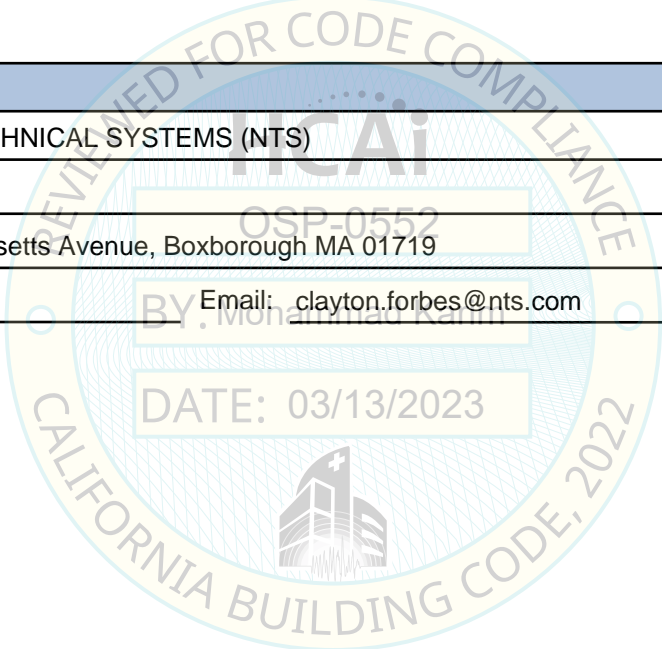 REVIEWED FOR CODE COMPLIANCE
HCAi
HNICAL SYSTEMS (NTS)
OSP-0552
setts Avenue, Boxborough MA 01719
Email: clayton.forbes@nts.com
BY: Mohammad Karim
DATE: 03/13/2023
CALIFORNIA BUILDING CODE, 2022